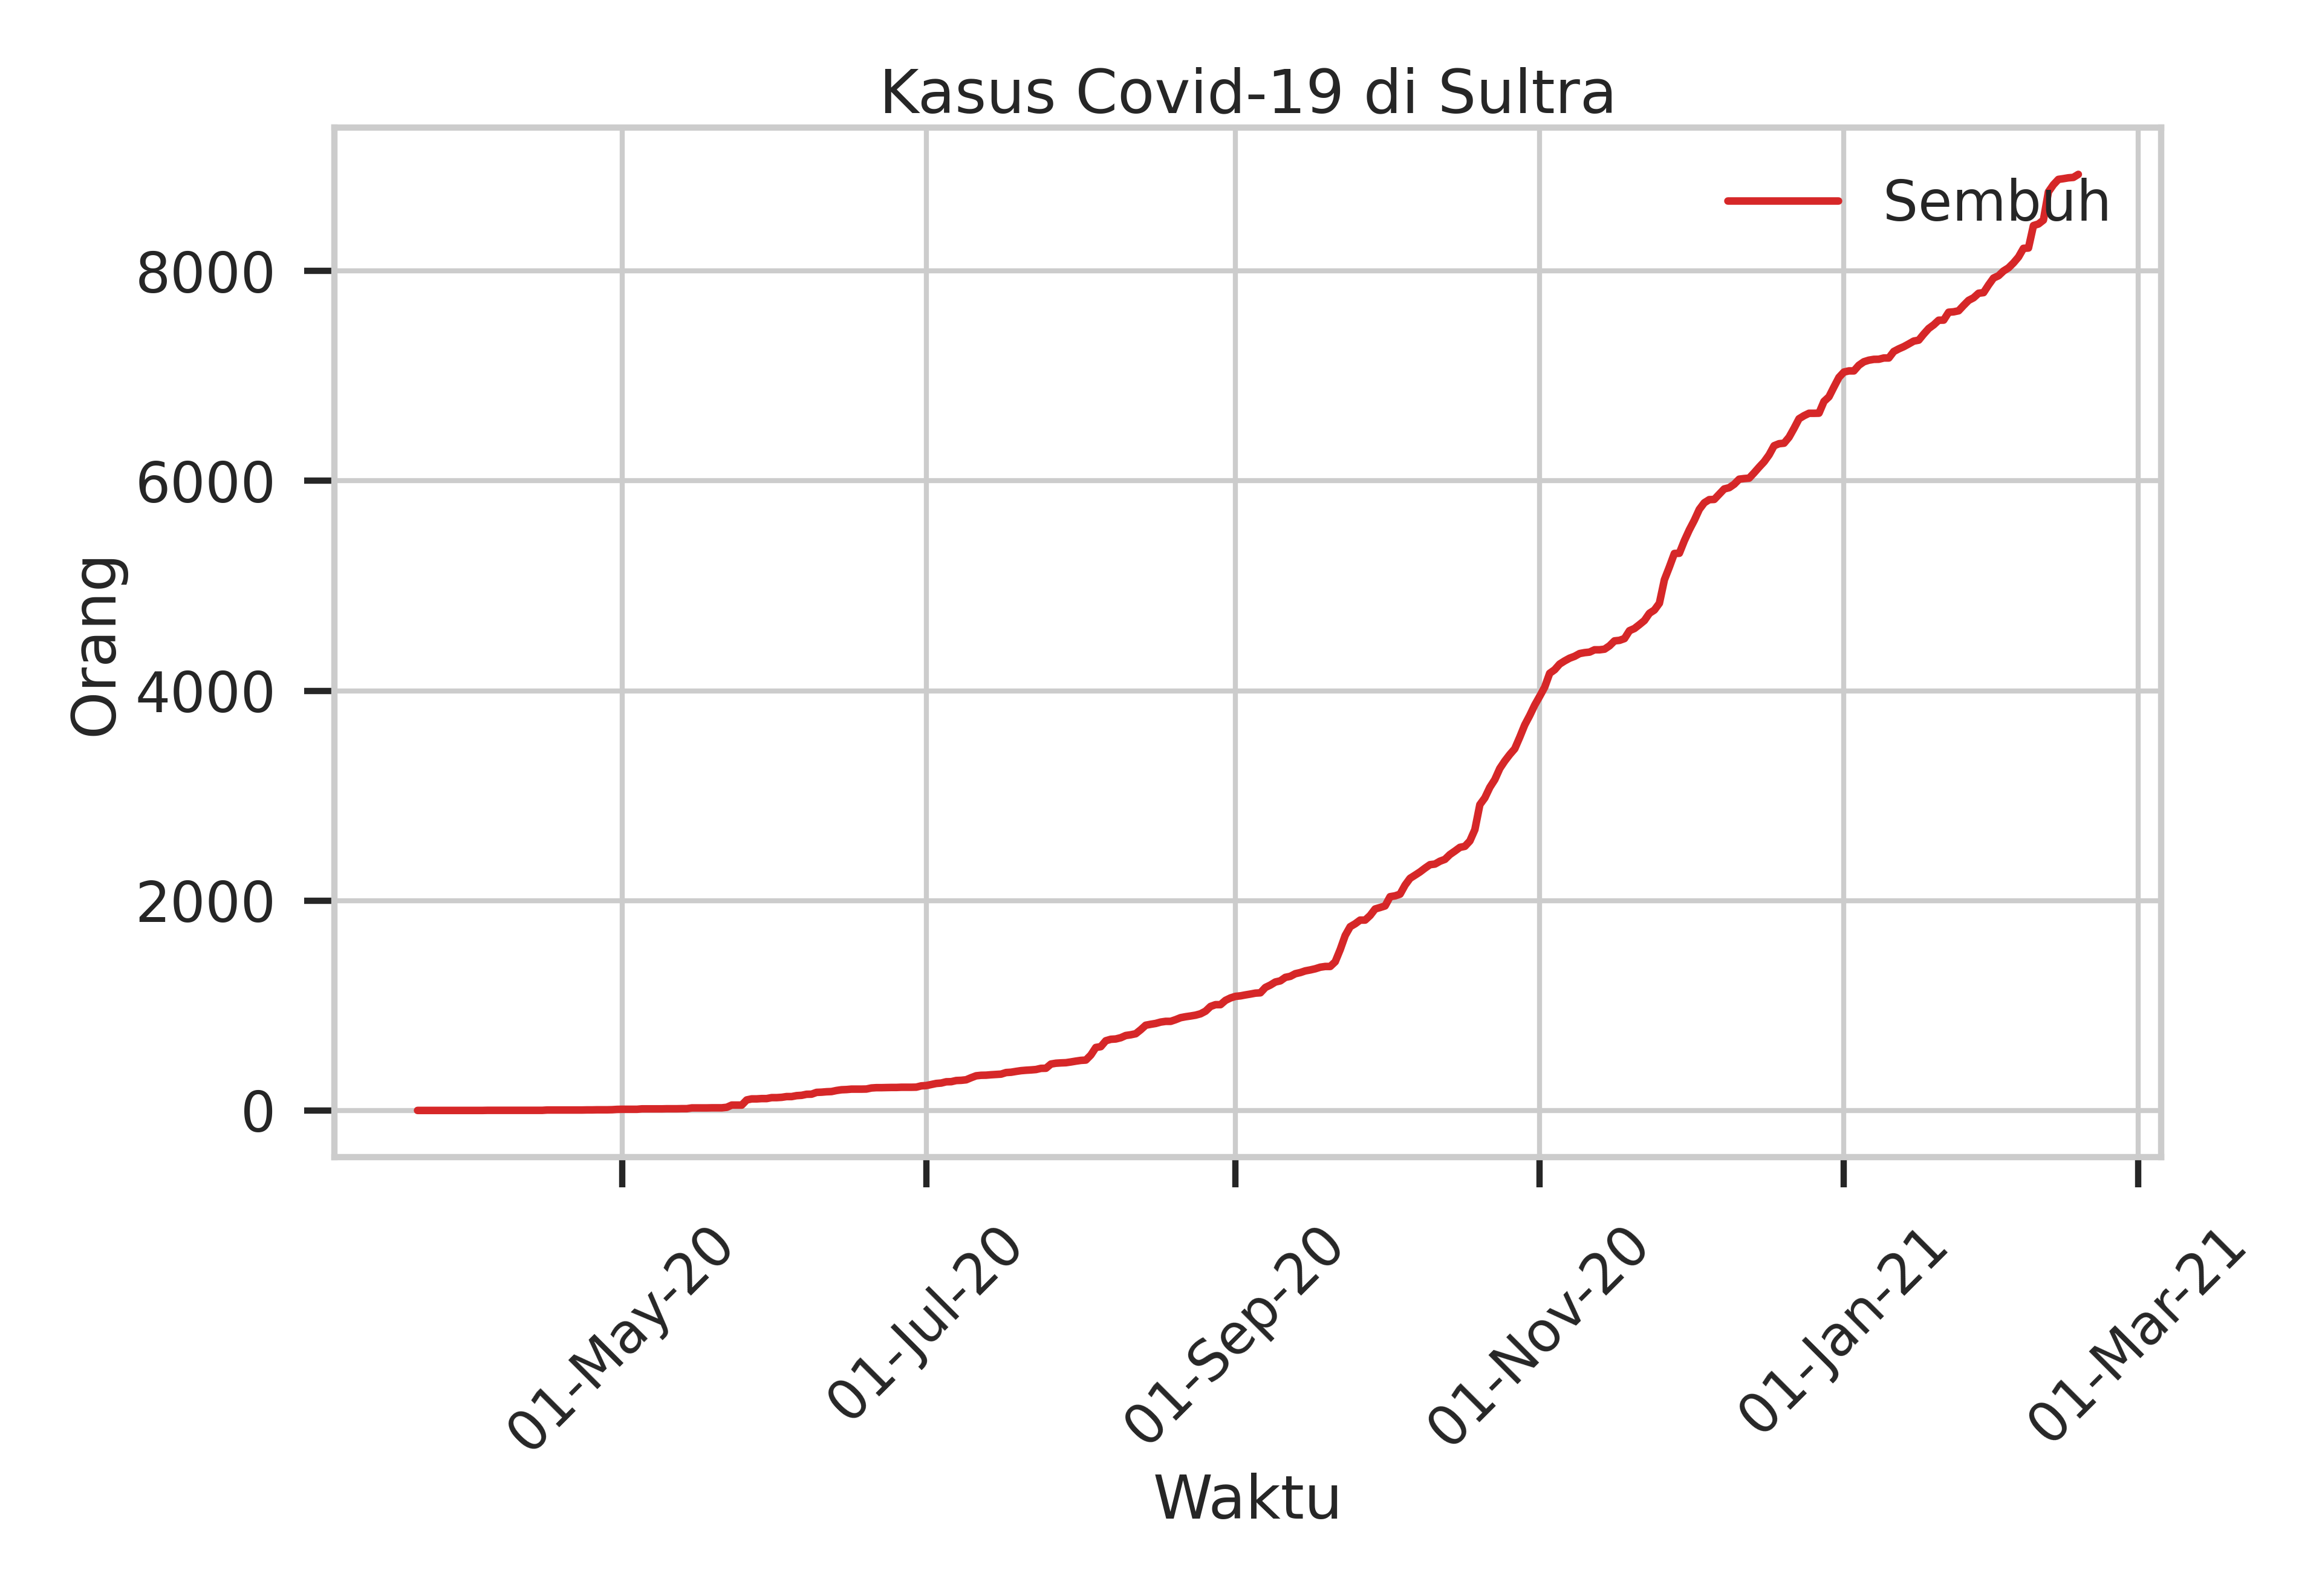 Kasus Covid-19 di Sultra
Sembuh
8000
6000
4000
2000
0
Orang
01-May-20
01-Jul-20
01-Sep-20
01-Nov-20
01-Jan-21
01-Mar-21
Waktu